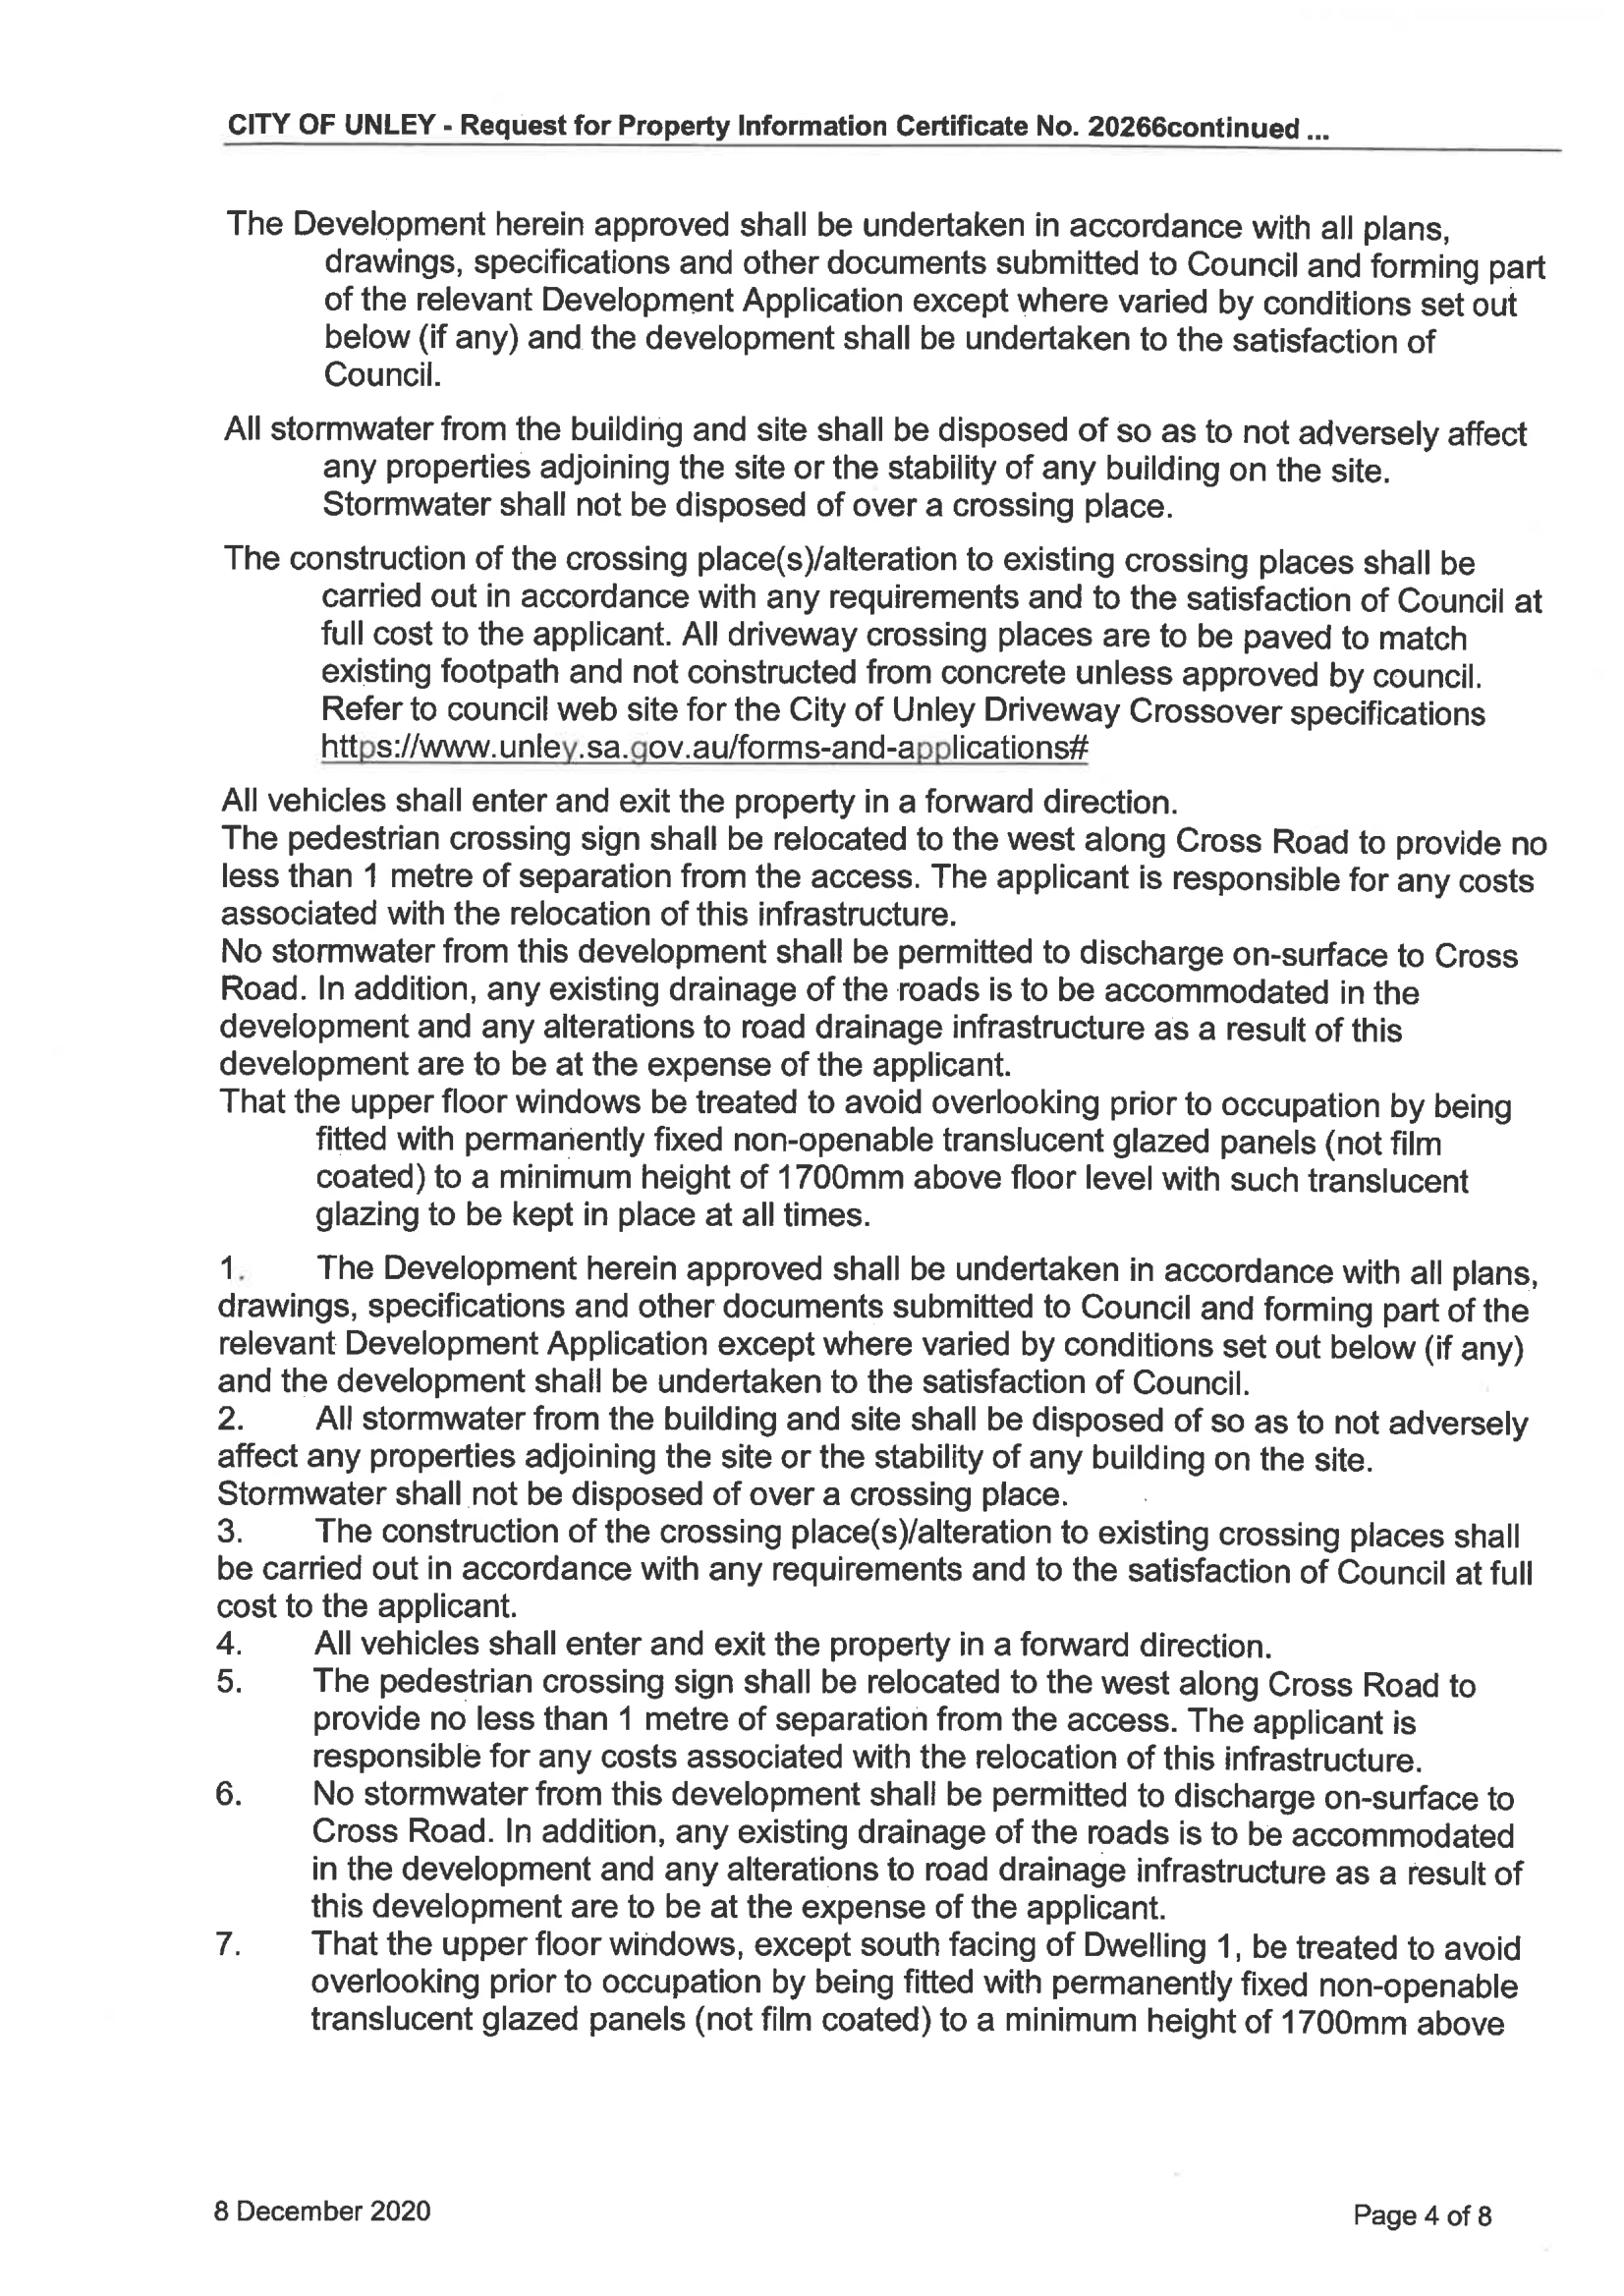 CITY OF UNLEY - Request for Property Information Certificate No. 20266continued ...
The Development herein approved shall be undertaken in accordance with all plans,
drawings, specifications and other documents submitted to Council and forming part
of the relevant Development Application except where varied by conditions set out
below (if any) and the development shall be undertaken to the satisfaction of
Council.
All stormwater from the building and site shall be disposed of so as to not adversely affect
any properties adjoining the site or the stability of any building on the site.
Stormwater shall not be disposed of over a crossing place.
The construction of the crossing place(s)/alteration to existing crossing places shall be
carried out in accordance with any requirements and to the satisfaction of Council at
full cost to the applicant. All driveway crossing places are to be paved to match
existing footpath and not constructed from concrete unless approved by council.
Refer to council web site for the City of Unley Driveway Crossover specifications
https://www.unley.sa.gov.au/forms-and-applications#
All vehicles shall enter and exit the property in a forward direction.
The pedestrian crossing sign shall be relocated to the west along Cross Road to provide no
less than 1 metre of separation from the access. The applicant is responsible for any costs
associated with the relocation of this infrastructure.
No stormwater from this development shall be permitted to discharge on-surface to Cross
Road. In addition, any existing drainage of the roads is to be accommodated in the
development and any alterations to road drainage infrastructure as a result of this
development are to be at the expense of the applicant.
That the upper floor windows be treated to avoid overlooking prior to occupation by being
fitted with permanently fixed non-openable translucent glazed panels (not film
coated) to a minimum height of 1700mm above floor level with such translucent
glazing to be kept in place at all times.
1. The Development herein approved shall be undertaken in accordance with all plans,
drawings, specifications and other documents submitted to Council and forming part of the
relevant Development Application except where varied by conditions set out below (if any)
and the development shall be undertaken to the satisfaction of Council.
2. All stormwater from the building and site shall be disposed of so as to not adversely
affect any properties adjoining the site or the stability of any building on the site.
Stormwater shall not be disposed of over a crossing place.
3. The construction of the crossing place(s)/alteration to existing crossing places shall
be carried out in accordance with any requirements and to the satisfaction of Council at full
cost to the applicant.
4. All vehicles shall enter and exit the property in a forward direction.
5. The pedestrian crossing sign shall be relocated to the west along Cross Road to
provide no less than 1 metre of separation from the access. The applicant is
responsible for any costs associated with the relocation of this infrastructure.
6. No stormwater from this development shall be permitted to discharge on-surface to
Cross Road. In addition, any existing drainage of the roads is to be accommodated
in the development and any alterations to road drainage infrastructure as a result of
this development are to be at the expense of the applicant.
7. That the upper floor windows, except south facing of Dwelling 1, be treated to avoid
overlooking prior to occupation by being fitted with permanently fixed non-openable
translucent glazed panels (not film coated) to a minimum height of 1700mm above
8 December 2020
Page 4 of 8